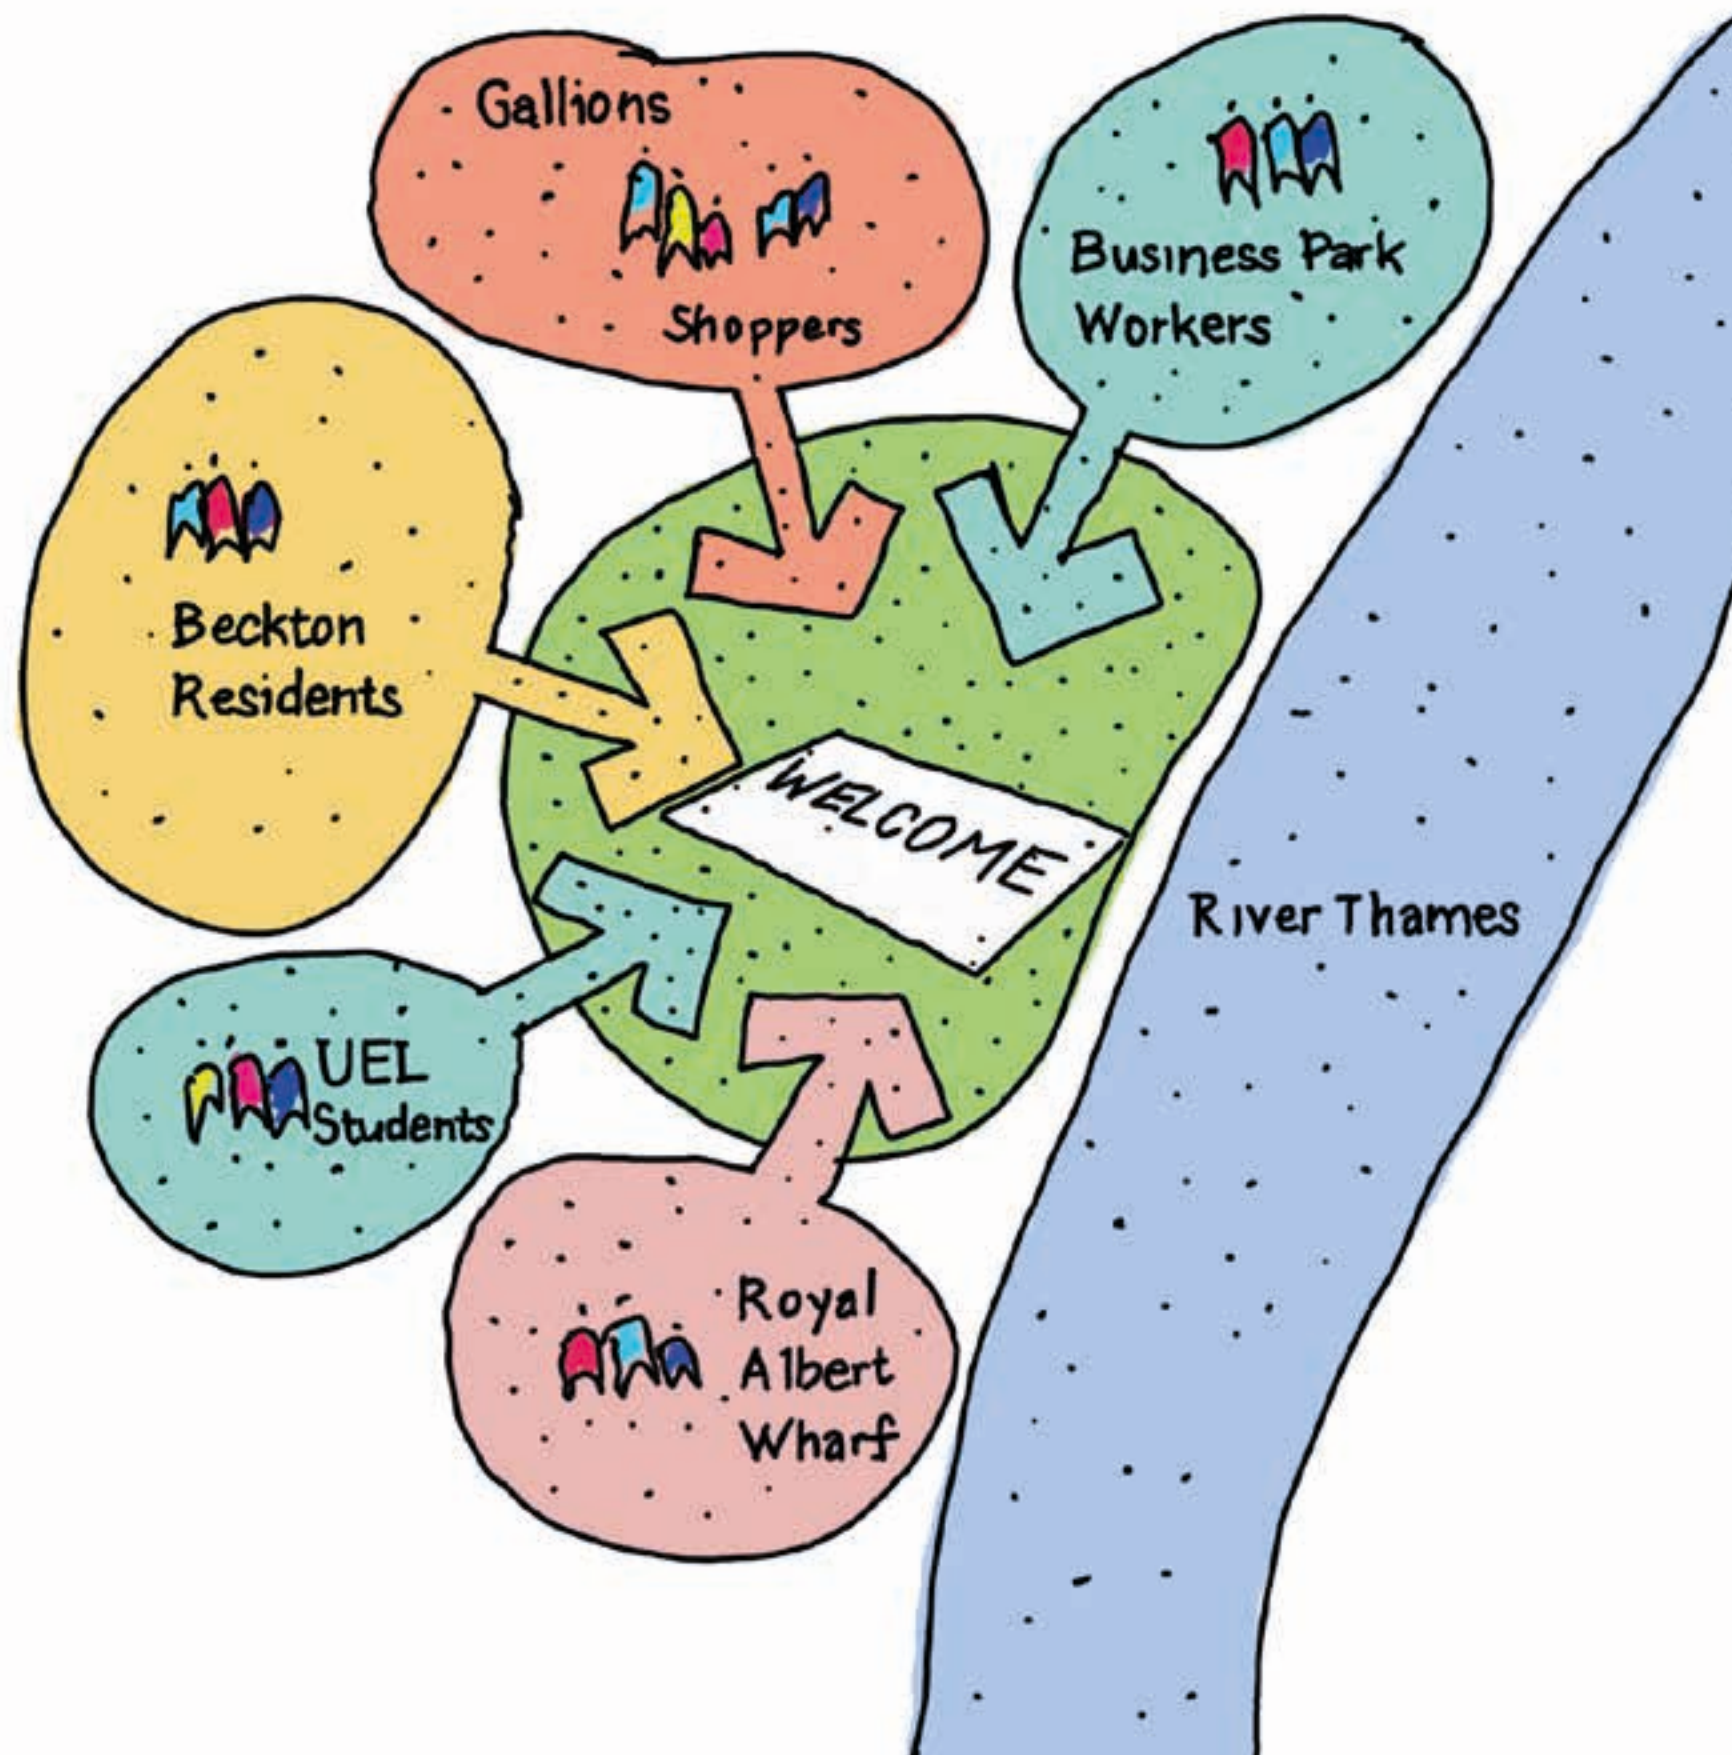 Gallions
Shoppers
Business Park
Workers
Beckton
Residents
WELCOME
River Thames
UEL
Students
Royal
Albert
Wharf